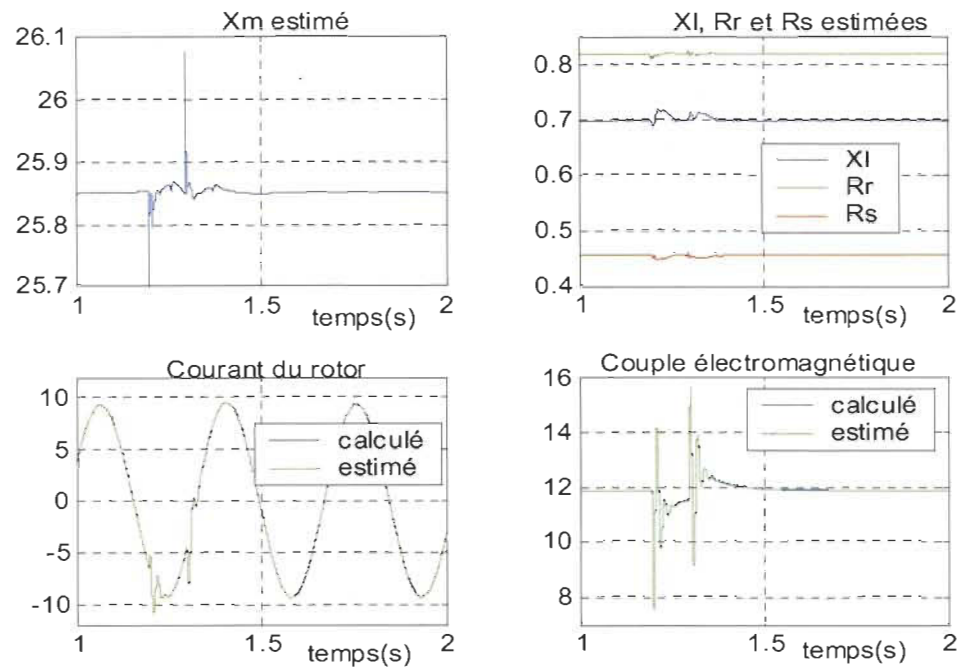 Xm estimé
26.1
26
25.9
25.8
25.7
1
1.5
2
temps(s)
Xl, Rr et Rs estimées
0.8
0.7
0.6
0.5
0.4
Xl
Rr
Rs
1
1.5
2
temps(s)
Courant du rotor
10
5
0
-5
-10
calculé
estimé
1
1.5
2
temps(s)
Couple électromagnétique
16
14
12
10
8
calculé
estimé
1
1.5
2
temps(s)